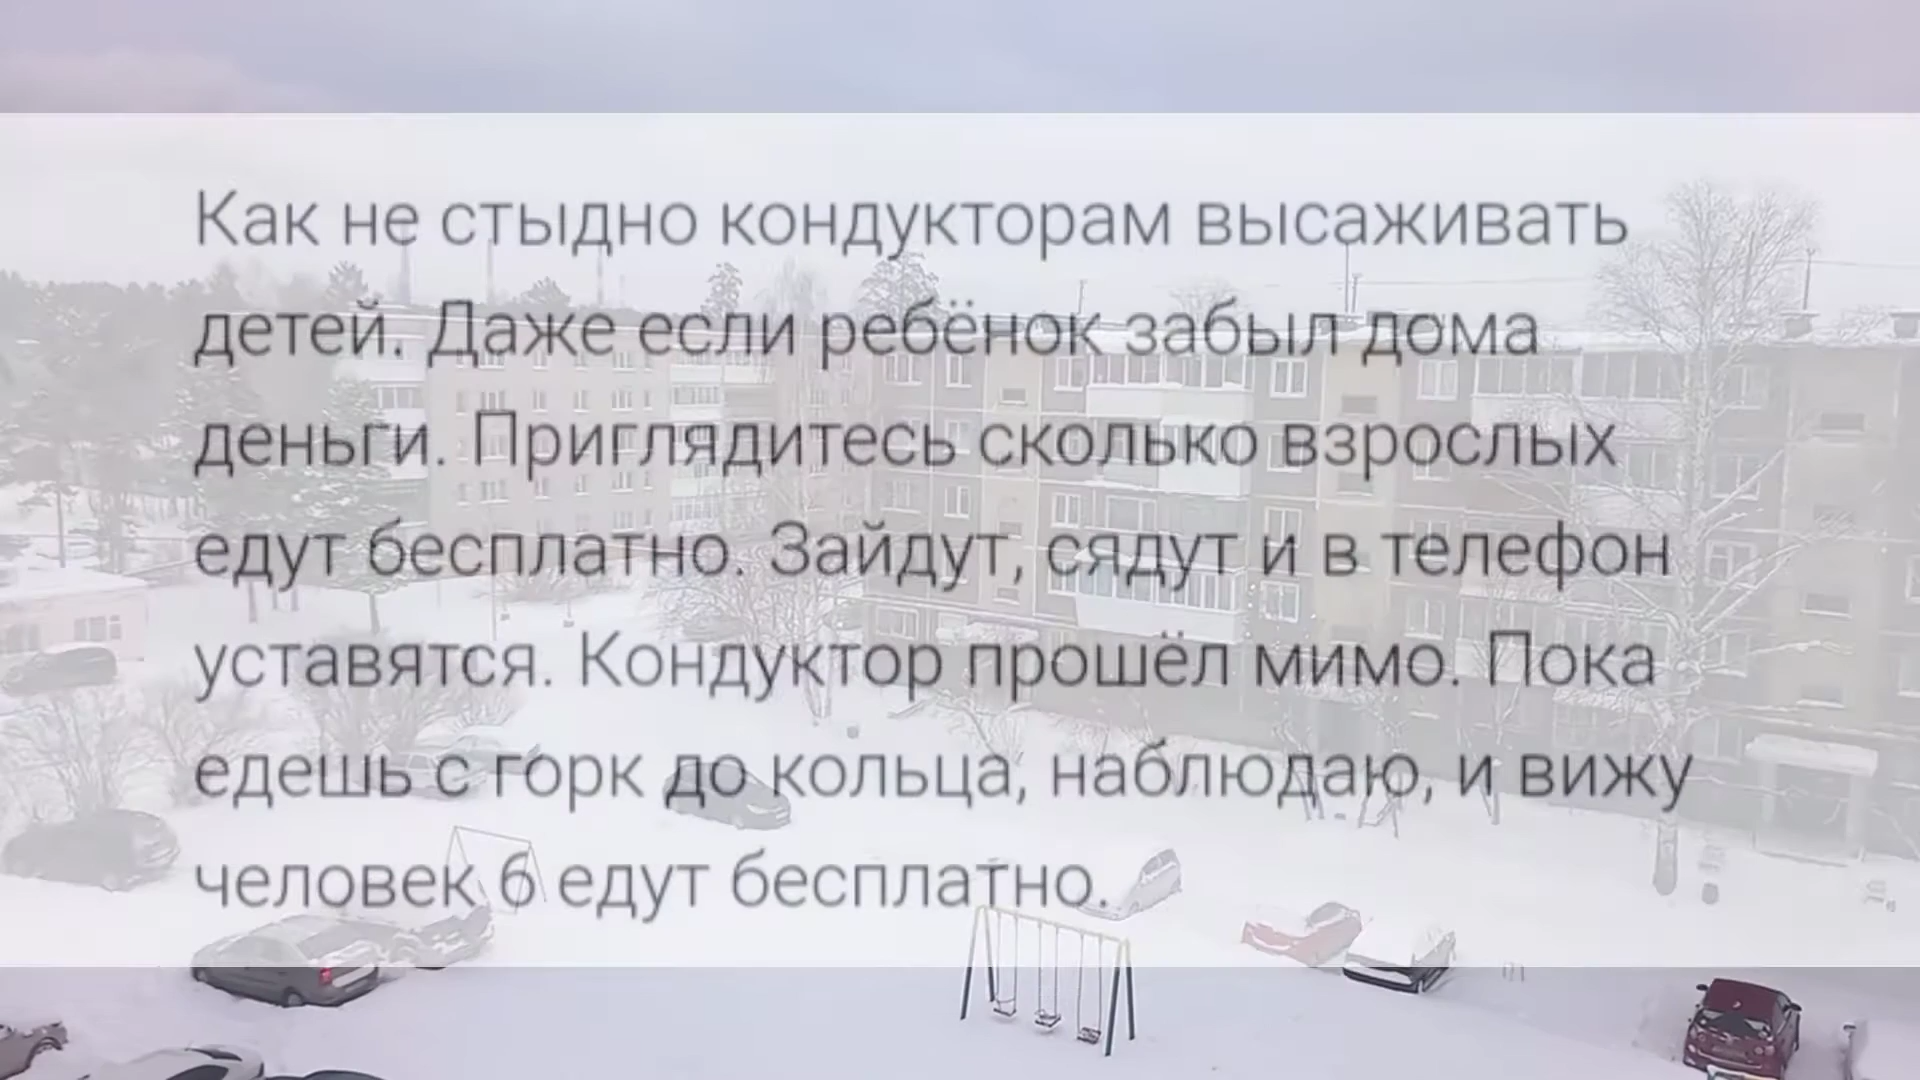 Как не стыдно кондукторам высаживать
детей. Даже если ребёнок забыл дома
деньги. Приглядитесь сколько взрослых
едут бесплатно. Зайдут, сядут и в телефон
уставятся. Кондуктор прошёл мимо. Пока
едешь с горк до кольца, наблюдаю, и вижу
человек 6 едут бесплатно.